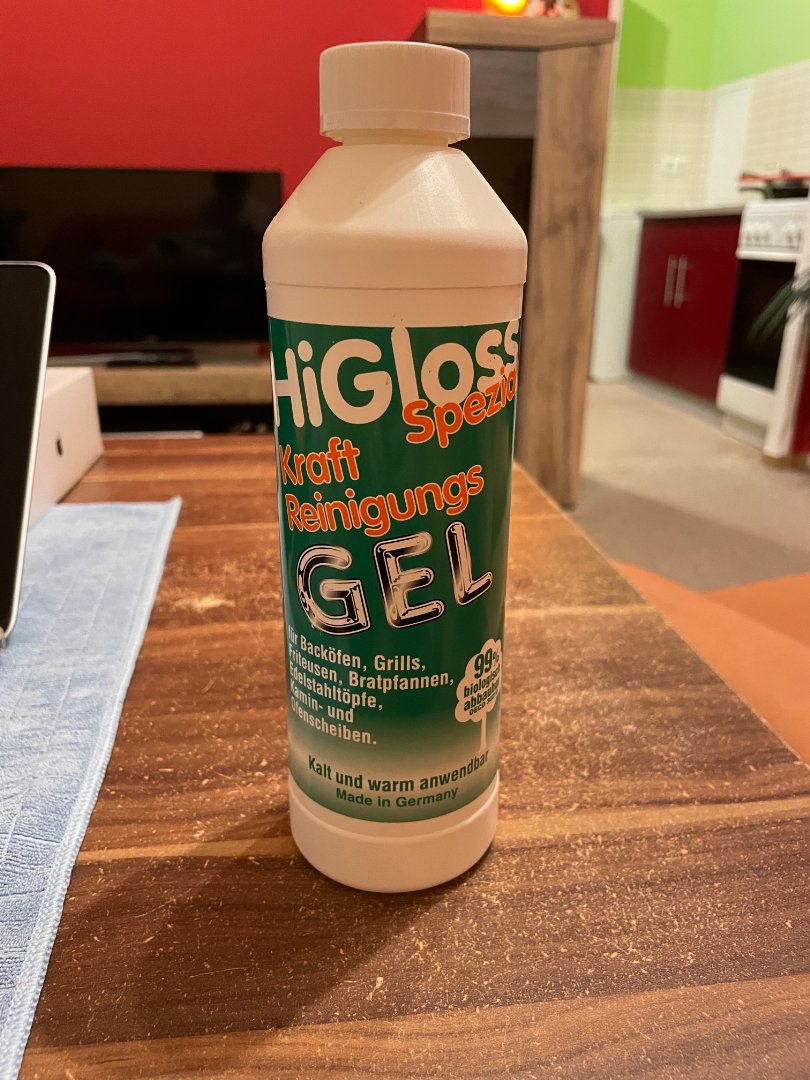 HiGloss
Spezial
Kraft
Reinigungs
GEL
für Backöfen, Grills,
Friteusen, Bratpfannen,
Edelstahltöpfe,
Kamin- und
Ofenscheiben.
99%
biologisch
abbaubar
OECD
Kalt und warm anwendbar
Made in Germany